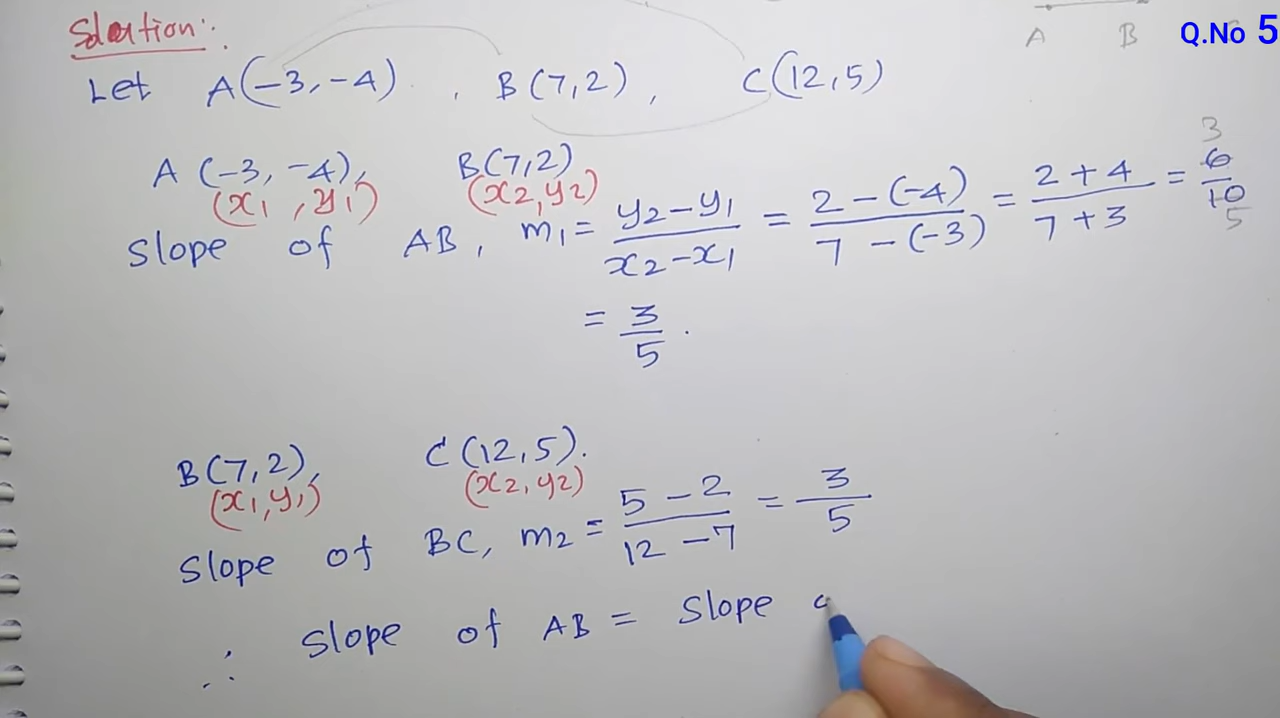 Solution:.
A B Q.No 5
Let A(-3,-4), B(7,2), C(12,5)
A (-3, -4), B(7,2)
(x1, y1) (x2,y2)
Slope of AB, m1 = y2-y1 / x2-x1 = 2-(-4) / 7-(-3) = 2+4 / 7+3 = 6 3 / 10 5
= 3/5.
B(7,2), C(12,5).
(x1,y1) (x2,y2)
Slope of BC, m2 = 5-2 / 12-7 = 3/5
∴ Slope of AB = Slope